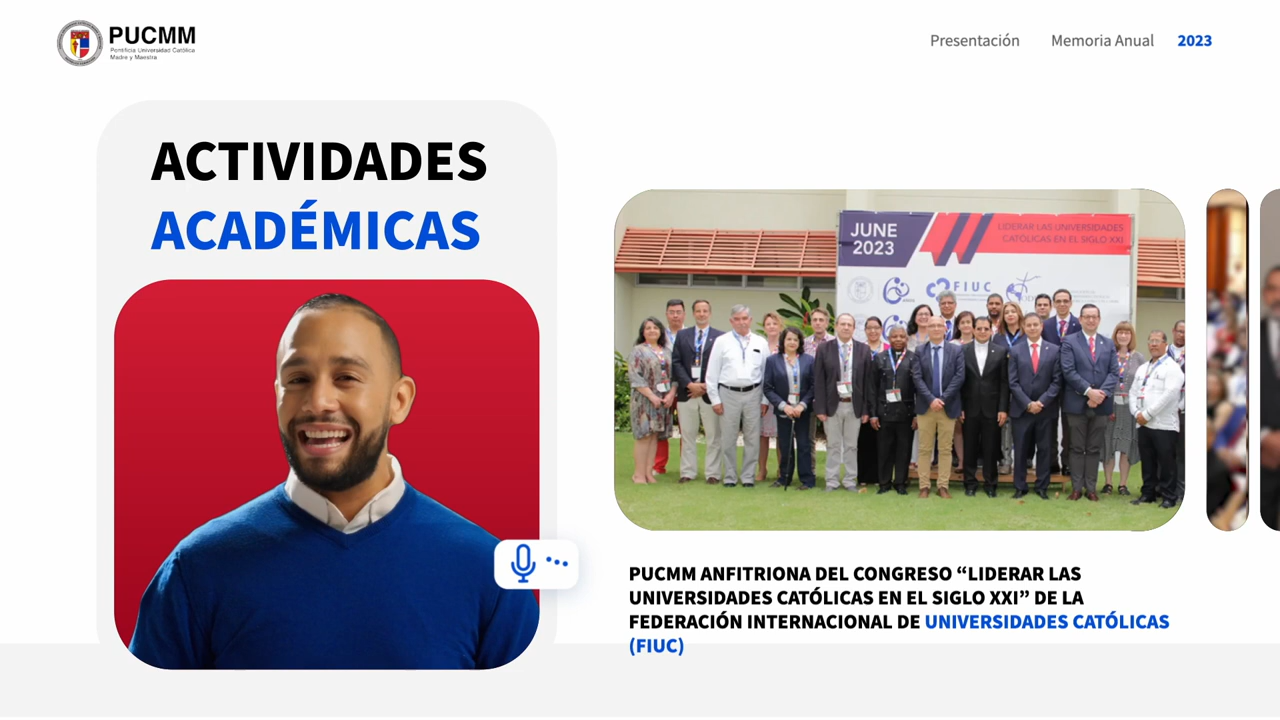 PUCMM
Pontificia Universidad Católica
Madre y Maestra
Presentación
Memoria Anual
2023
ACTIVIDADES
ACADÉMICAS
JUNE
2023
LIDERAR LAS UNIVERSIDADES
CATÓLICAS EN EL SIGLO XXI
FIUC
PUCMM ANFITRIONA DEL CONGRESO “LIDERAR LAS
UNIVERSIDADES CATÓLICAS EN EL SIGLO XXI” DE LA
FEDERACIÓN INTERNACIONAL DE UNIVERSIDADES CATÓLICAS
(FIUC)